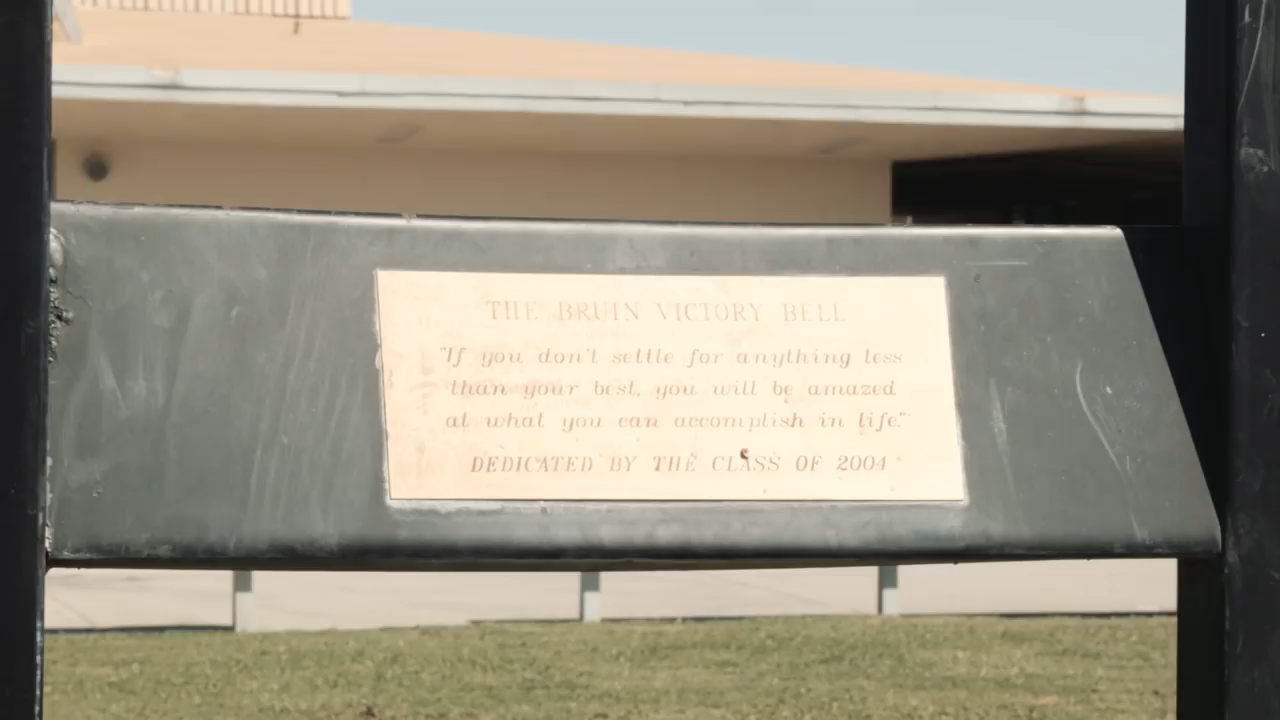 THE BRUIN VICTORY BELL
"If you don't settle for anything less
than your best, you will be amazed
at what you can accomplish in life."
DEDICATED BY THE CLASS OF 2004